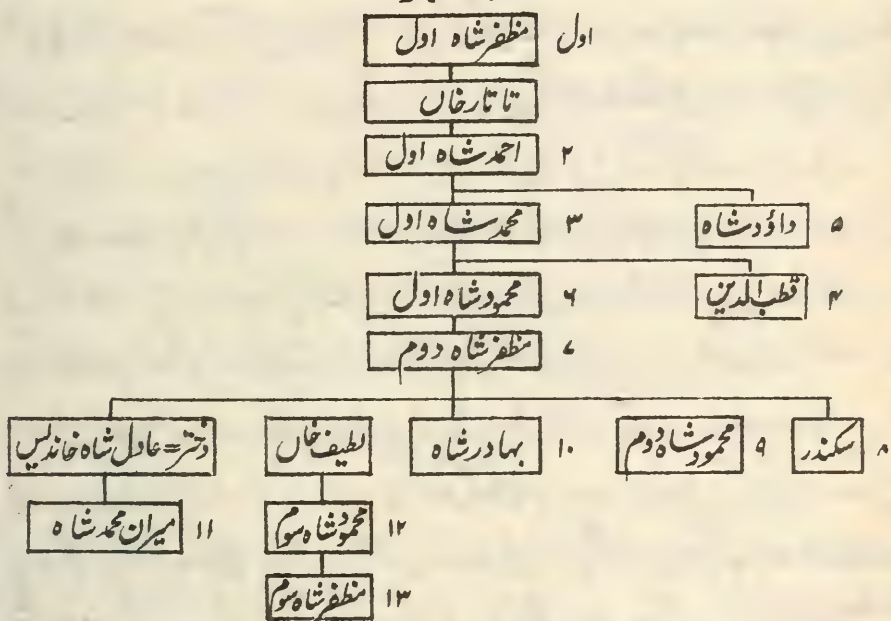 مظفر شاہ اول اول
تاتار خاں
احمد شاہ اول ۲
محمد شاہ اول ۳ داؤد شاہ ۵
محمود شاہ اول ۶ قطب الدین ۴
مظفر شاہ دوم ۷
سکندر ۸ محمود شاہ دوم ۹ بہادر شاہ ۱۰ لطیف خاں دختر = عادل شاہ خاندیس
محمود شاہ سوم ۱۲ میران محمد شاہ ۱۱
مظفر شاہ سوم ۱۳